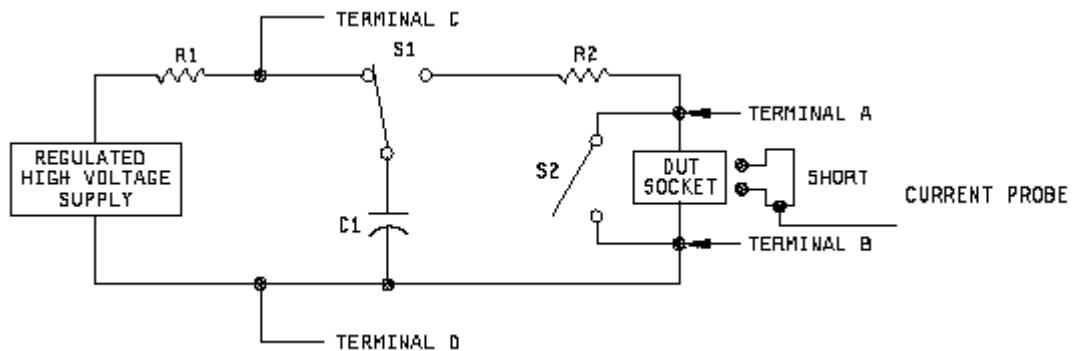 TERMINAL C
S1
R1
R2
TERMINAL A
REGULATED
HIGH VOLTAGE
SUPPLY
S2
DUT
SOCKET
SHORT
CURRENT PROBE
C1
TERMINAL B
TERMINAL D